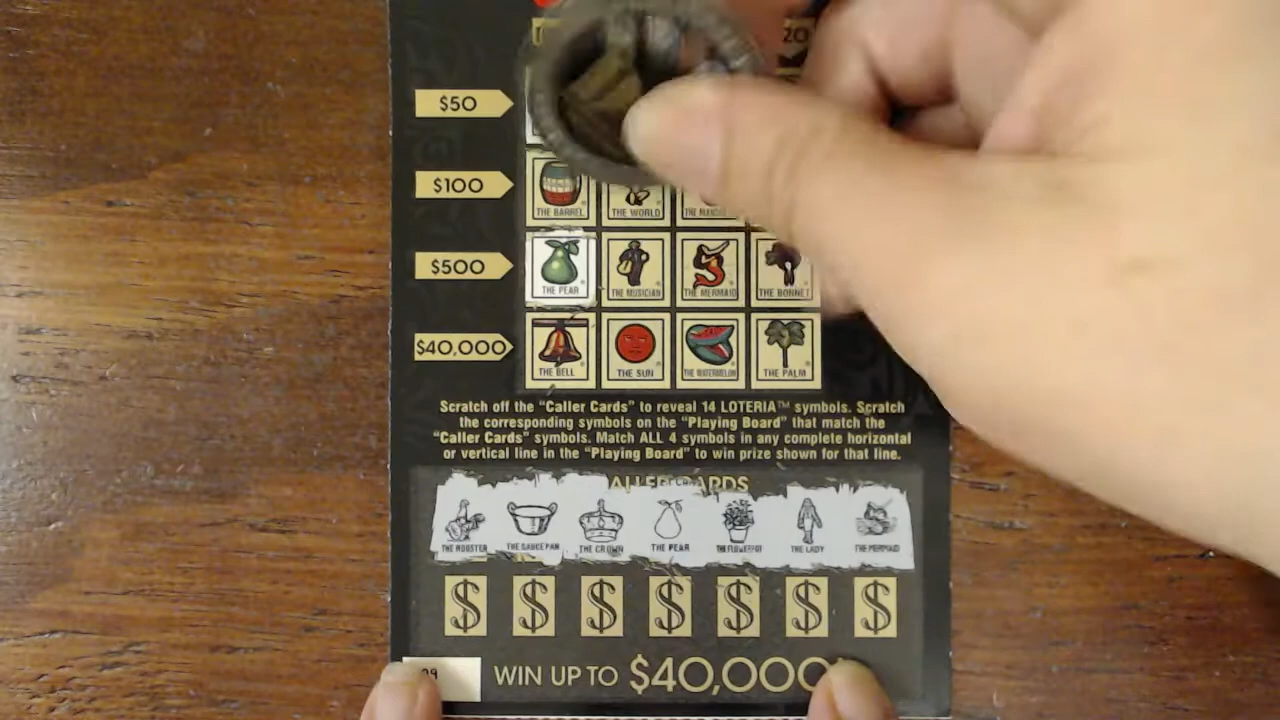 20
$50
$100
THE BARREL
THE WORLD
$500
THE PEAR
THE MUSICIAN
THE MERMAID
THE BONNET
$40,000
THE BELL
THE SUN
THE WATERMELON
THE PALM
Scratch off the “Caller Cards” to reveal 14 LOTERIA™ symbols. Scratch
the corresponding symbols on the “Playing Board” that match the
“Caller Cards” symbols. Match ALL 4 symbols in any complete horizontal
or vertical line in the “Playing Board” to win prize shown for that line.
THE ROOSTER
THE SAUCEPAN
THE CROWN
THE PEAR
THE FLOWERPOT
THE LADY
THE MERMAID
$ $ $ $ $ $ $
WIN UP TO $40,000